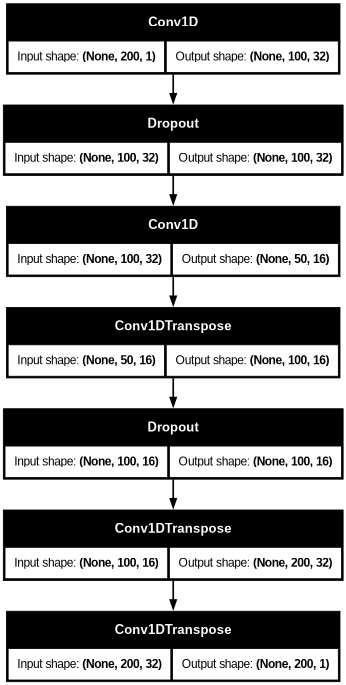 Conv1D
Input shape: (None, 200, 1) Output shape: (None, 100, 32)
Dropout
Input shape: (None, 100, 32) Output shape: (None, 100, 32)
Conv1D
Input shape: (None, 100, 32) Output shape: (None, 50, 16)
Conv1DTranspose
Input shape: (None, 50, 16) Output shape: (None, 100, 16)
Dropout
Input shape: (None, 100, 16) Output shape: (None, 100, 16)
Conv1DTranspose
Input shape: (None, 100, 16) Output shape: (None, 200, 32)
Conv1DTranspose
Input shape: (None, 200, 32) Output shape: (None, 200, 1)